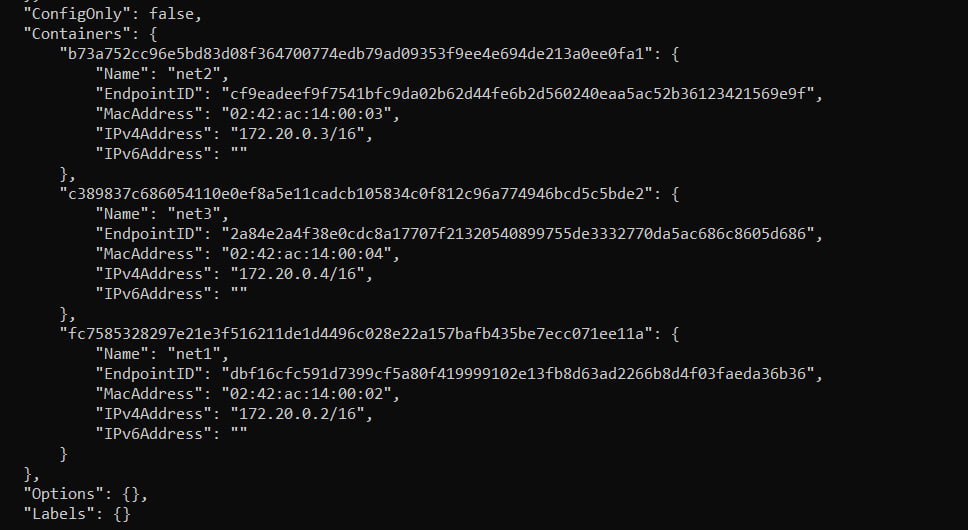 "ConfigOnly": false,
"Containers": {
"b73a752cc96e5bd83d08f364700774edb79ad09353f9ee4e694de213a0ee0fa1": {
"Name": "net2",
"EndpointID": "cf9eadeef9f7541bfc9da02b62d44fe6b2d560240eaa5ac52b36123421569e9f",
"MacAddress": "02:42:ac:14:00:03",
"IPv4Address": "172.20.0.3/16",
"IPv6Address": ""
},
"c389837c686054110e0ef8a5e11cadcb105834c0f812c96a774946bcd5c5bde2": {
"Name": "net3",
"EndpointID": "2a84e2a4f38e0cdc8a17707f21320540899755de3332770da5ac686c8605d686",
"MacAddress": "02:42:ac:14:00:04",
"IPv4Address": "172.20.0.4/16",
"IPv6Address": ""
},
"fc7585328297e21e3f516211de1d4496c028e22a157bafb435be7ecc071ee11a": {
"Name": "net1",
"EndpointID": "dbf16cfc591d7399cf5a80f419999102e13fb8d63ad2266b8d4f03faeda36b36",
"MacAddress": "02:42:ac:14:00:02",
"IPv4Address": "172.20.0.2/16",
"IPv6Address": ""
}
},
"Options": {},
"Labels": {}